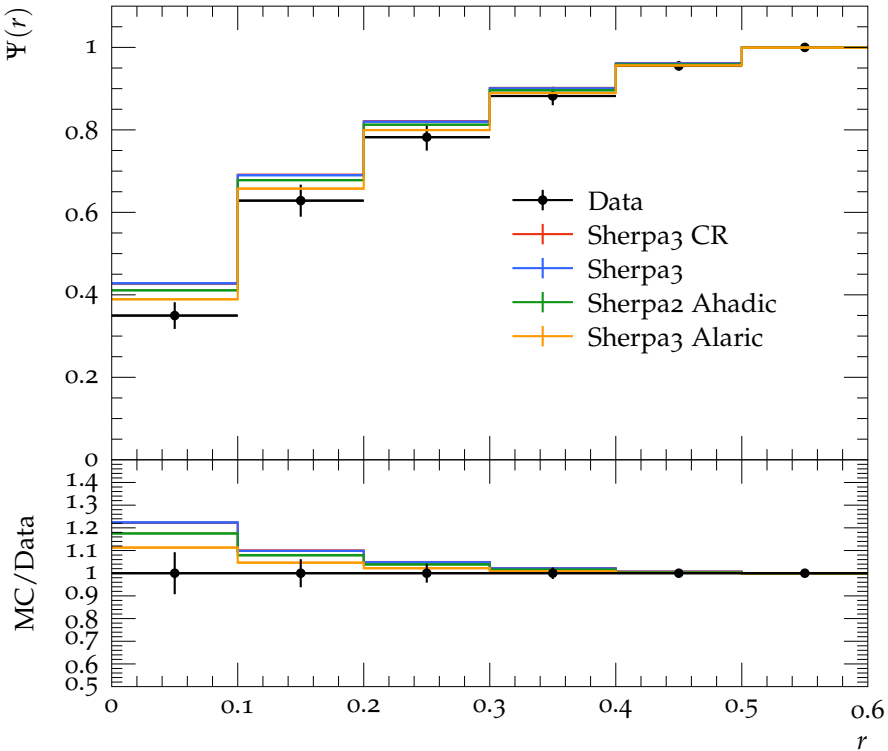 Ψ(r)
1
0.8
0.6
0.4
0.2
0
Data
Sherpa3 CR
Sherpa3
Sherpa2 Ahadic
Sherpa3 Alaric
MC/Data
1.4
1.3
1.2
1.1
1
0.9
0.8
0.7
0.6
0.5
0 0.1 0.2 0.3 0.4 0.5 0.6
r